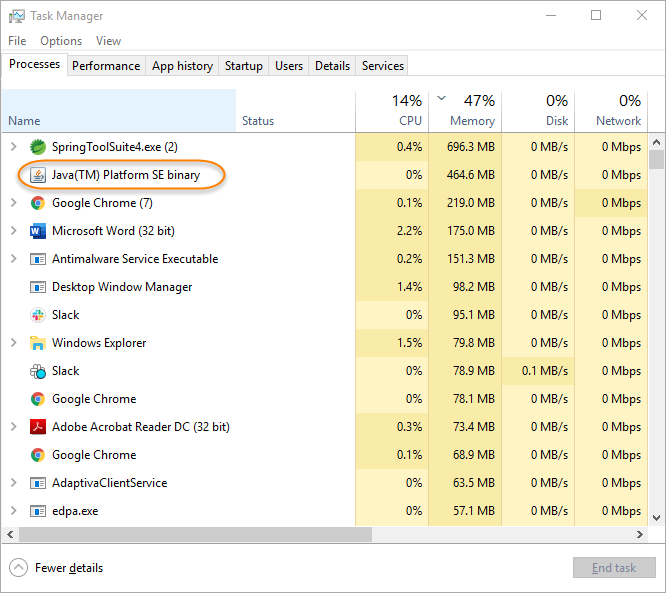 Task Manager
File Options View
Processes Performance App history Startup Users Details Services
14% 47% 0% 0%
Name Status CPU Memory Disk Network
SpringToolSuite4.exe (2) 0.4% 696.3 MB 0 MB/s 0 Mbps
Java(TM) Platform SE binary 0% 464.6 MB 0 MB/s 0 Mbps
Google Chrome (7) 0.1% 219.0 MB 0 MB/s 0 Mbps
Microsoft Word (32 bit) 2.2% 175.0 MB 0 MB/s 0 Mbps
Antimalware Service Executable 0.2% 151.3 MB 0 MB/s 0 Mbps
Desktop Window Manager 1.4% 98.2 MB 0 MB/s 0 Mbps
Slack 0% 95.1 MB 0 MB/s 0 Mbps
Windows Explorer 1.5% 79.8 MB 0 MB/s 0 Mbps
Slack 0% 78.9 MB 0.1 MB/s 0 Mbps
Google Chrome 0% 78.1 MB 0 MB/s 0 Mbps
Adobe Acrobat Reader DC (32 bit) 0.3% 73.4 MB 0 MB/s 0 Mbps
Google Chrome 0.1% 68.9 MB 0 MB/s 0 Mbps
AdaptivaClientService 0% 63.5 MB 0 MB/s 0 Mbps
edpa.exe 0% 57.1 MB 0 MB/s 0 Mbps
Fewer details End task